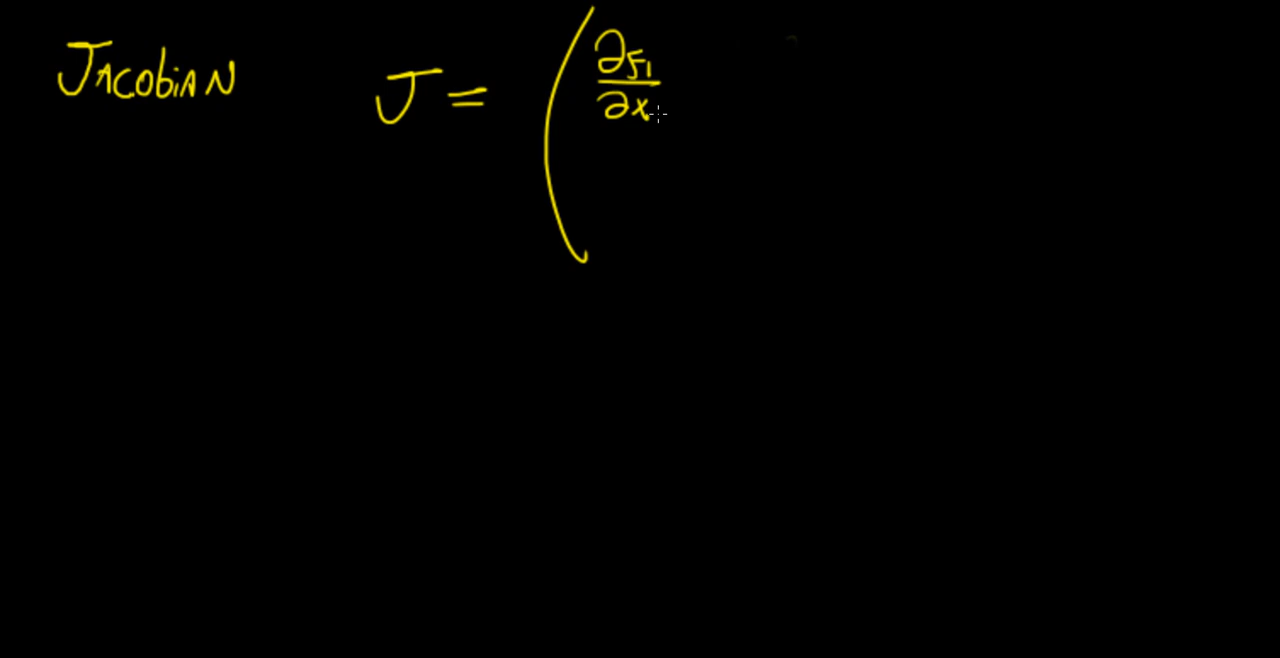 JACObiAN J = ( ∂f1/∂x